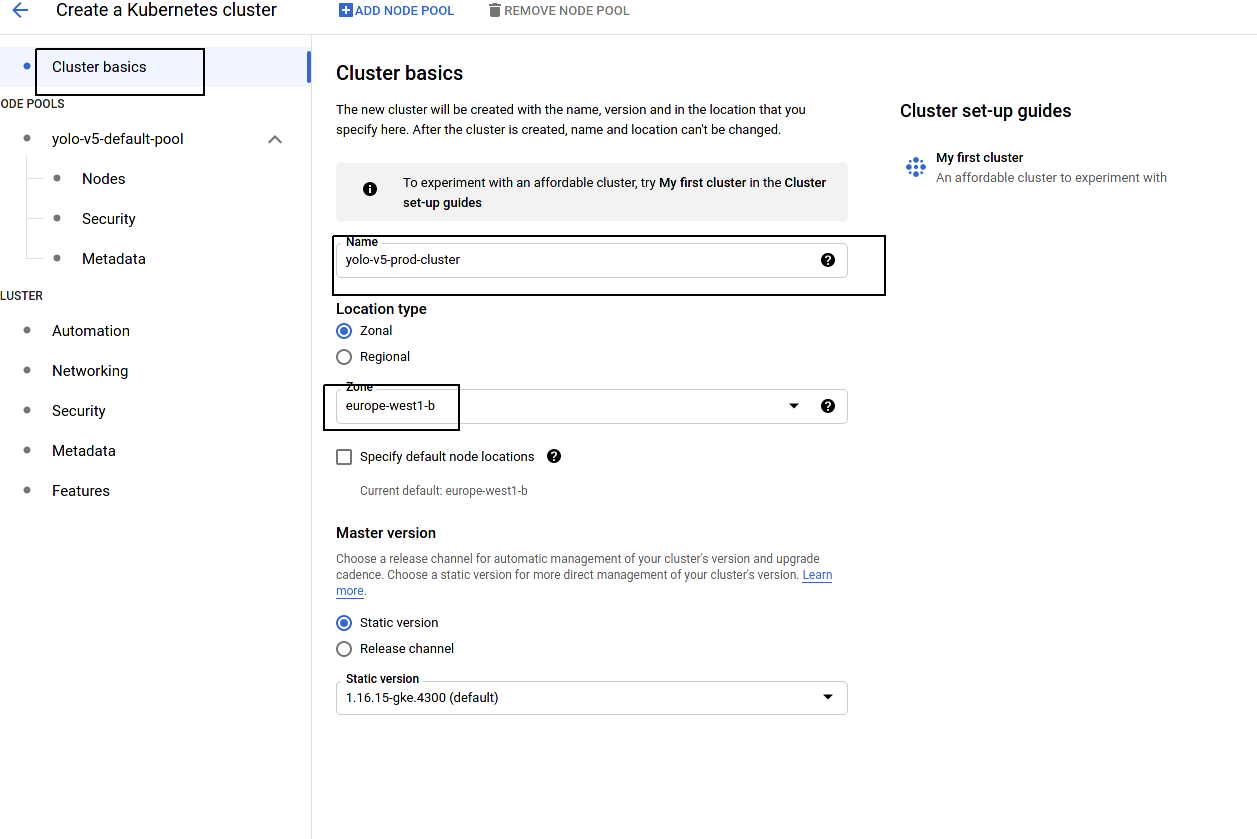 Create a Kubernetes cluster
ADD NODE POOL
REMOVE NODE POOL
Cluster basics
ODE POOLS
yolo-v5-default-pool
Nodes
Security
Metadata
LUSTER
Automation
Networking
Security
Metadata
Features
Cluster basics
The new cluster will be created with the name, version and in the location that you
specify here. After the cluster is created, name and location can't be changed.
To experiment with an affordable cluster, try My first cluster in the Cluster
set-up guides
Name
yolo-v5-prod-cluster
Location type
Zonal
Regional
Zone
europe-west1-b
Specify default node locations
Current default: europe-west1-b
Master version
Choose a release channel for automatic management of your cluster's version and upgrade
cadence. Choose a static version for more direct management of your cluster's version. Learn
more.
Static version
Release channel
Static version
1.16.15-gke.4300 (default)
Cluster set-up guides
My first cluster
An affordable cluster to experiment with